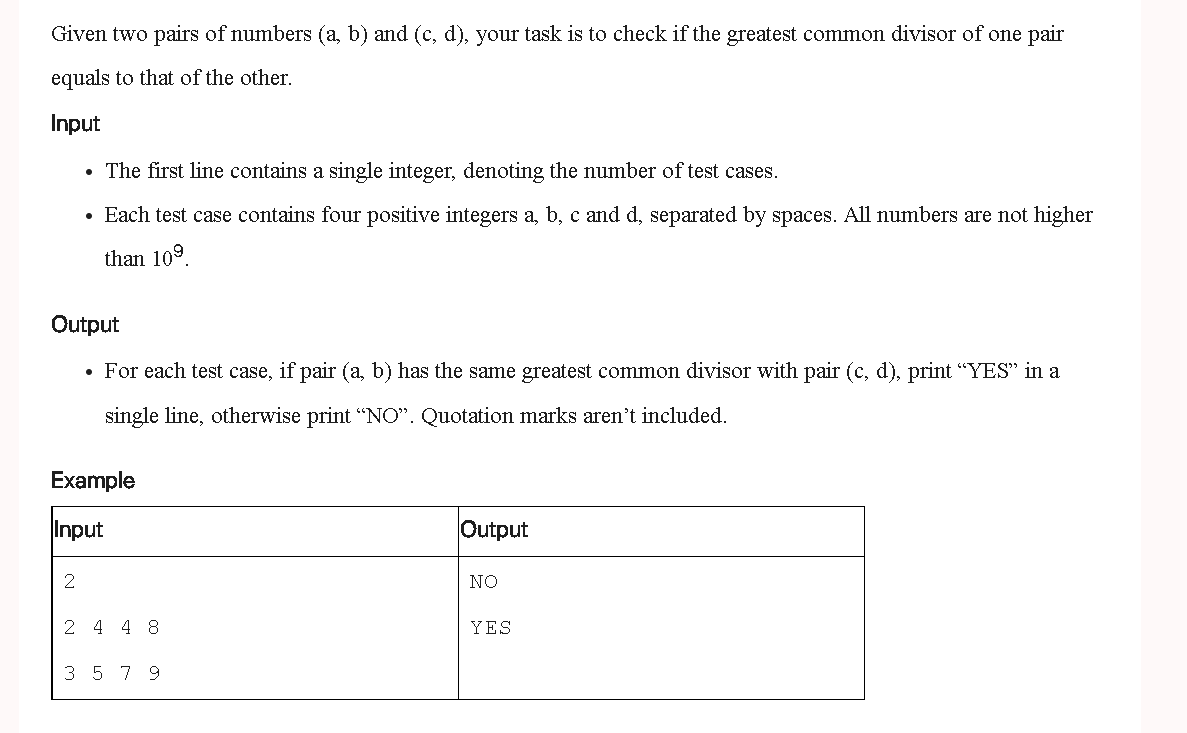 Given two pairs of numbers (a, b) and (c, d), your task is to check if the greatest common divisor of one pair
equals to that of the other.
Input
• The first line contains a single integer, denoting the number of test cases.
• Each test case contains four positive integers a, b, c and d, separated by spaces. All numbers are not higher
than 10⁹.
Output
• For each test case, if pair (a, b) has the same greatest common divisor with pair (c, d), print “YES” in a
single line, otherwise print “NO”. Quotation marks aren’t included.
Example
Input Output
2 NO
2 4 4 8 YES
3 5 7 9